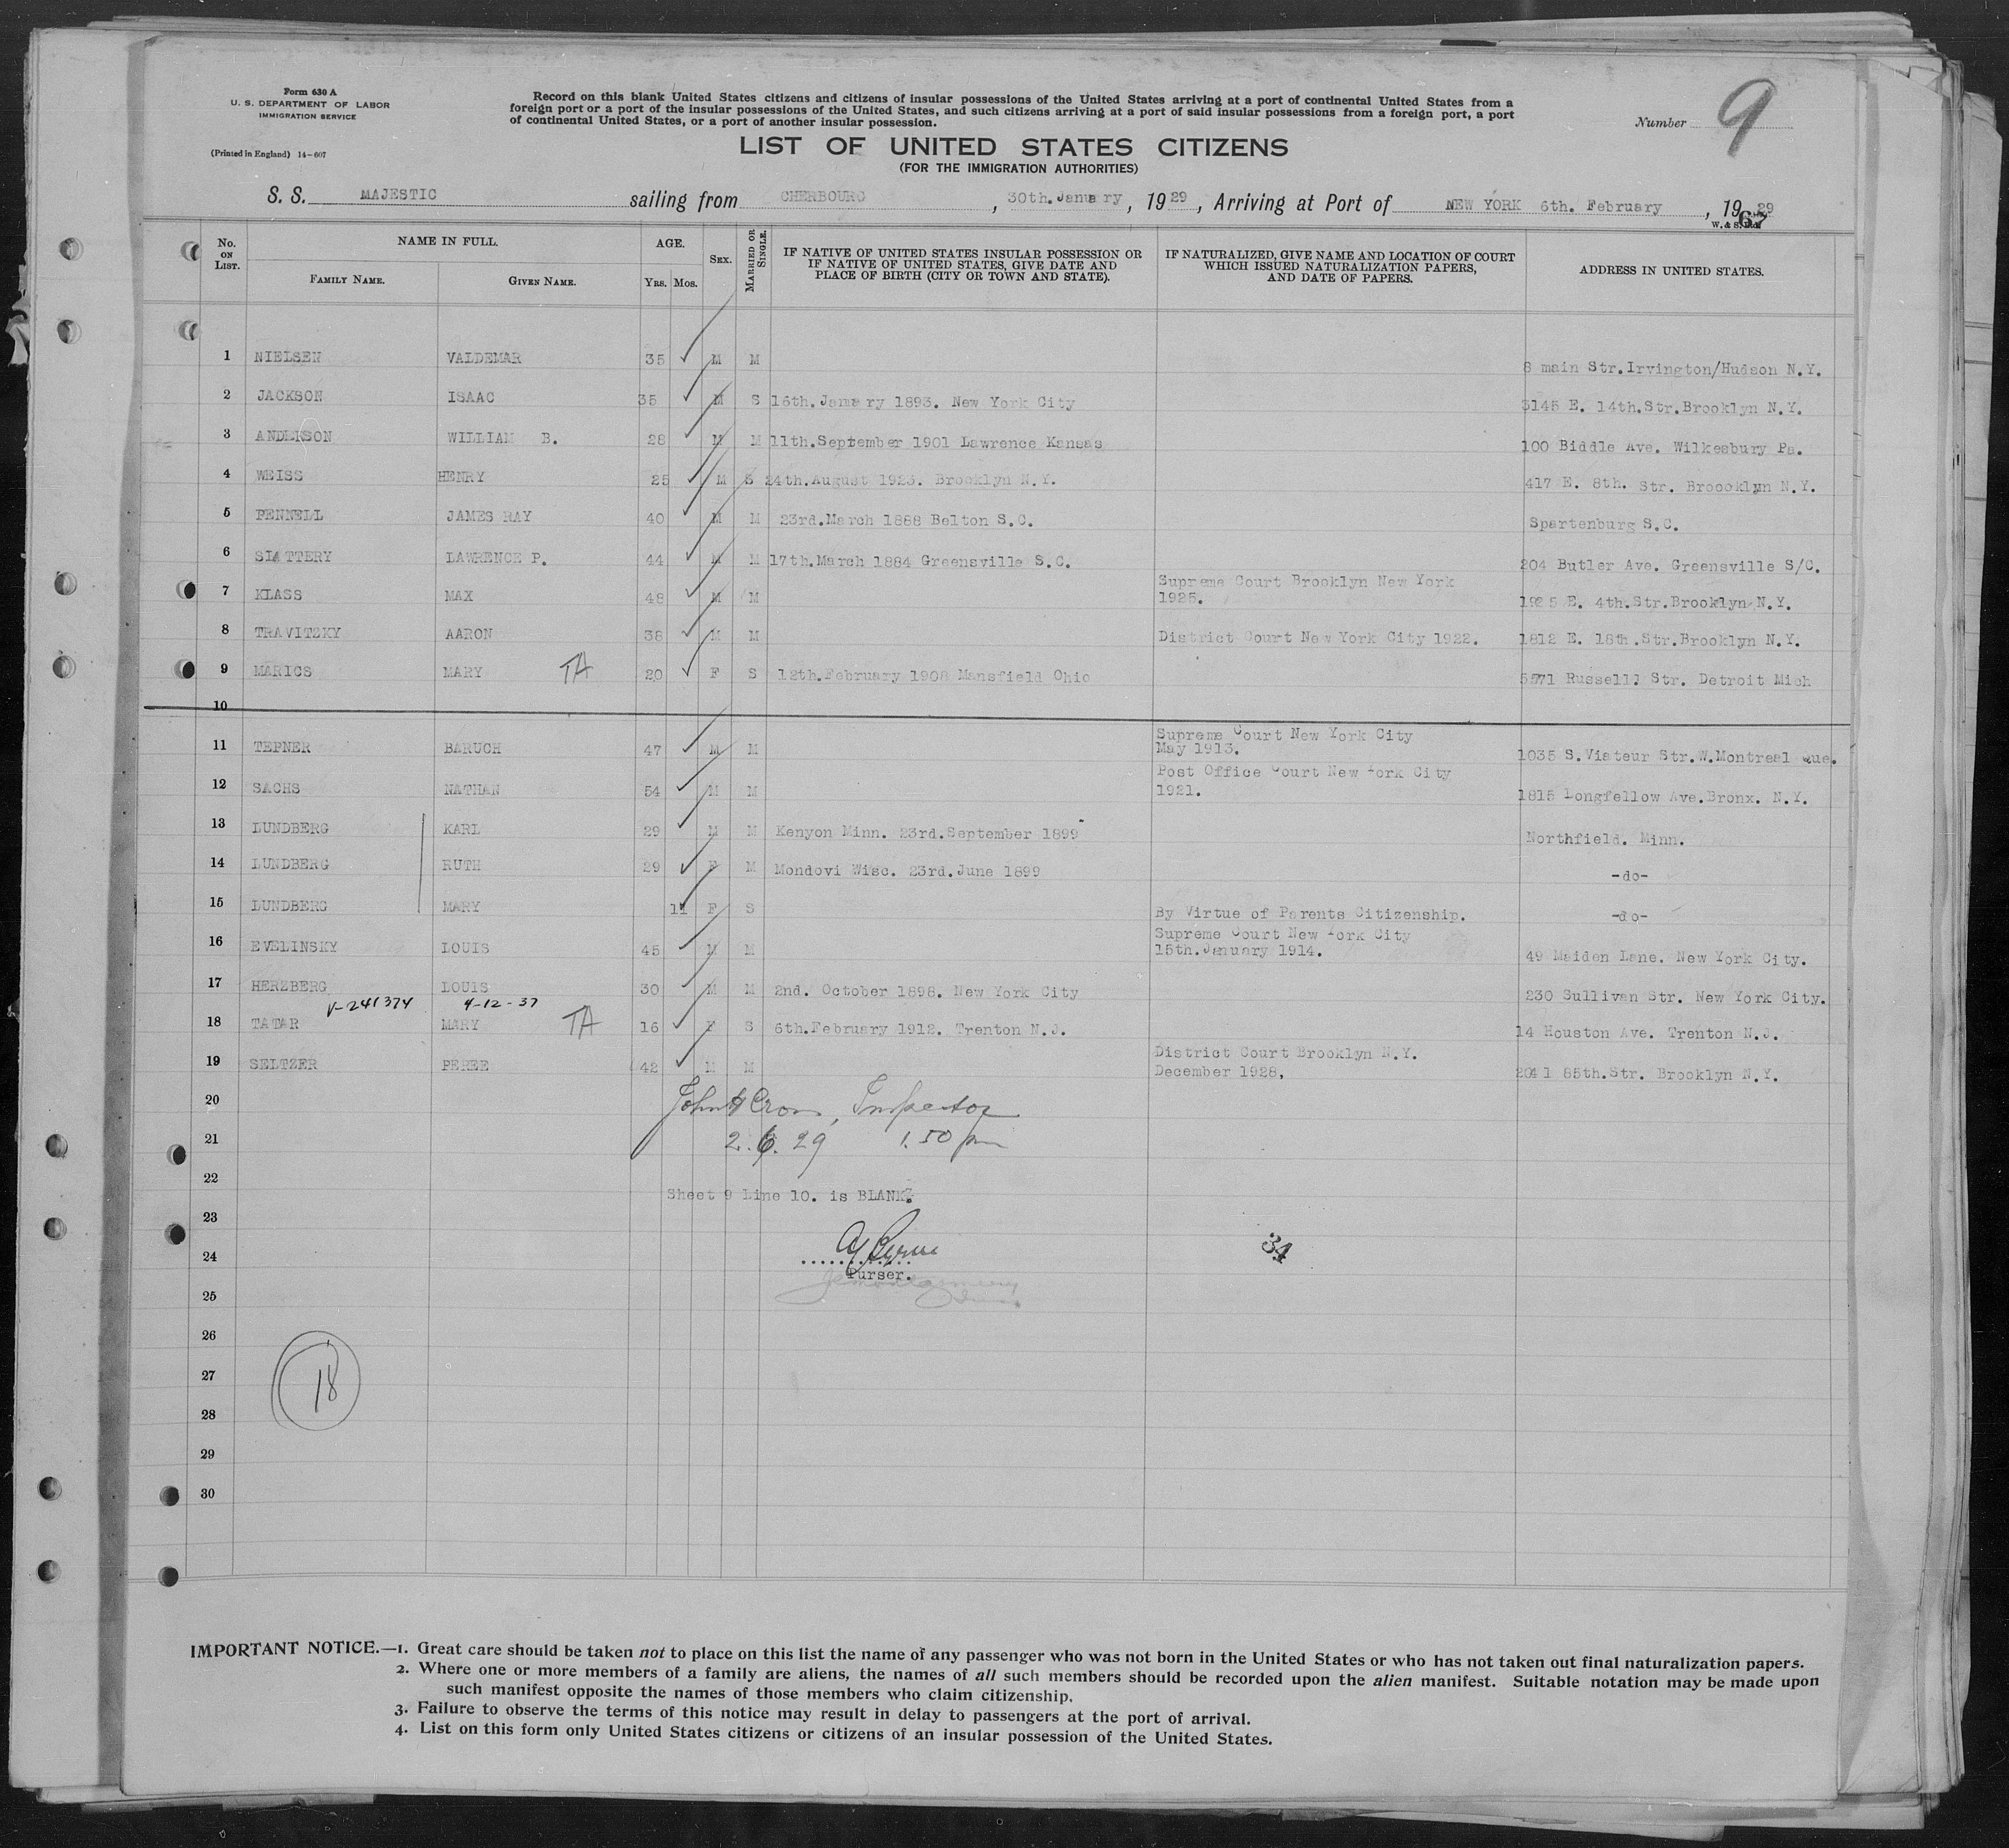 Form 630 A
U. S. DEPARTMENT OF LABOR
IMMIGRATION SERVICE
(Printed in England) 14-607
Record on this blank United States citizens and citizens of insular possessions of the United States arriving at a port of continental United States from a
foreign port or a port of the insular possessions of the United States, and such citizens arriving at a port of said insular possessions from a foreign port, a port
of continental United States, or a port of another insular possession.
Number 9
LIST OF UNITED STATES CITIZENS
(FOR THE IMMIGRATION AUTHORITIES)
S. S. MAJESTIC sailing from CHERBOURG, 30th. January, 1929, Arriving at Port of NEW YORK 6th. February, 1929
67
No. ON LIST. NAME IN FULL. AGE. SEX. MARRIED OR SINGLE. IF NATIVE OF UNITED STATES INSULAR POSSESSION OR IF NATIVE OF UNITED STATES, GIVE DATE AND PLACE OF BIRTH (CITY OR TOWN AND STATE). IF NATURALIZED, GIVE NAME AND LOCATION OF COURT WHICH ISSUED NATURALIZATION PAPERS, AND DATE OF PAPERS. ADDRESS IN UNITED STATES.
FAMILY NAME. GIVEN NAME. YRS. MOS.
1 NIELSEN VALDEMAR 35 M M 8 main Str.Irvington/Hudson N.Y.
2 JACKSON ISAAC 35 M S 16th.January 1893. New York City 3145 E. 14th.Str.Brooklyn N.Y.
3 ANDERSON WILLIAM B. 28 M M 11th.September 1901 Lawrence Kansas 100 Biddle Ave. Wilkesbury Pa.
4 WEISS HENRY 25 M S 24th.August 1923. Brooklyn N.Y. 417 E. 8th. Str. Broooklyn N.Y.
5 PENNELL JAMES RAY 40 M M 23rd.March 1888 Belton S.C. Spartenburg S.C.
6 SLATTERY LAWRENCE P. 44 M M 17th.March 1884 Greensville S.C. 204 Butler Ave. Greensville S/C.
7 KLASS MAX 48 M M Supreme Court Brooklyn New York 1925. 1925 E. 4th.Str.Brooklyn N.Y.
8 TRAVITZKY AARON 38 M M District Court New York City 1922. 1812 E. 18th.Str.Brooklyn N.Y.
9 MARICS MARY TA 20 F S 12th.February 1908 Mansfield Ohio 5571 Russell Str. Detroit Mich
10
11 TEPNER BARUCH 47 M M Supreme Court New York City May 1913. 1035 S.Viateur Str.W.Montreal Que.
12 SACHS NATHAN 54 M M Post Office Court New York City 1921. 1815 Longfellow Ave.Bronx. N.Y.
13 LUNDBERG KARL 29 M M Kenyon Minn. 23rd.September 1899 Northfield. Minn.
14 LUNDBERG RUTH 29 F M Mondovi Wisc. 23rd.June 1899 -do-
15 LUNDBERG MARY 11 F S By Virtue of Parents Citizenship. -do-
16 EVELINSKY LOUIS 45 M M Supreme Court New York City 15th.January 1914. 49 Maiden Lane. New York City.
17 HERZBERG LOUIS 30 M M 2nd. October 1898. New York City 230 Sullivan Str. New York City.
V-241374 4-12-37
18 TATAR MARY TA 16 F S 6th.February 1912. Trenton N.J. 14 Houston Ave. Trenton N.J.
19 SELTZER PEREE 42 M M District Court Brooklyn N.Y. December 1928, 2041 85th.Str. Brooklyn N.Y.
20 John H Cron, Inspector
21 2.6.29 1.50 pm
22 Sheet 9 Line 10. is BLANK.
23
24
34
Purser.
25
26
27
18
28
29
30
IMPORTANT NOTICE.—1. Great care should be taken not to place on this list the name of any passenger who was not born in the United States or who has not taken out final naturalization papers.
2. Where one or more members of a family are aliens, the names of all such members should be recorded upon the alien manifest. Suitable notation may be made upon
such manifest opposite the names of those members who claim citizenship.
3. Failure to observe the terms of this notice may result in delay to passengers at the port of arrival.
4. List on this form only United States citizens or citizens of an insular possession of the United States.